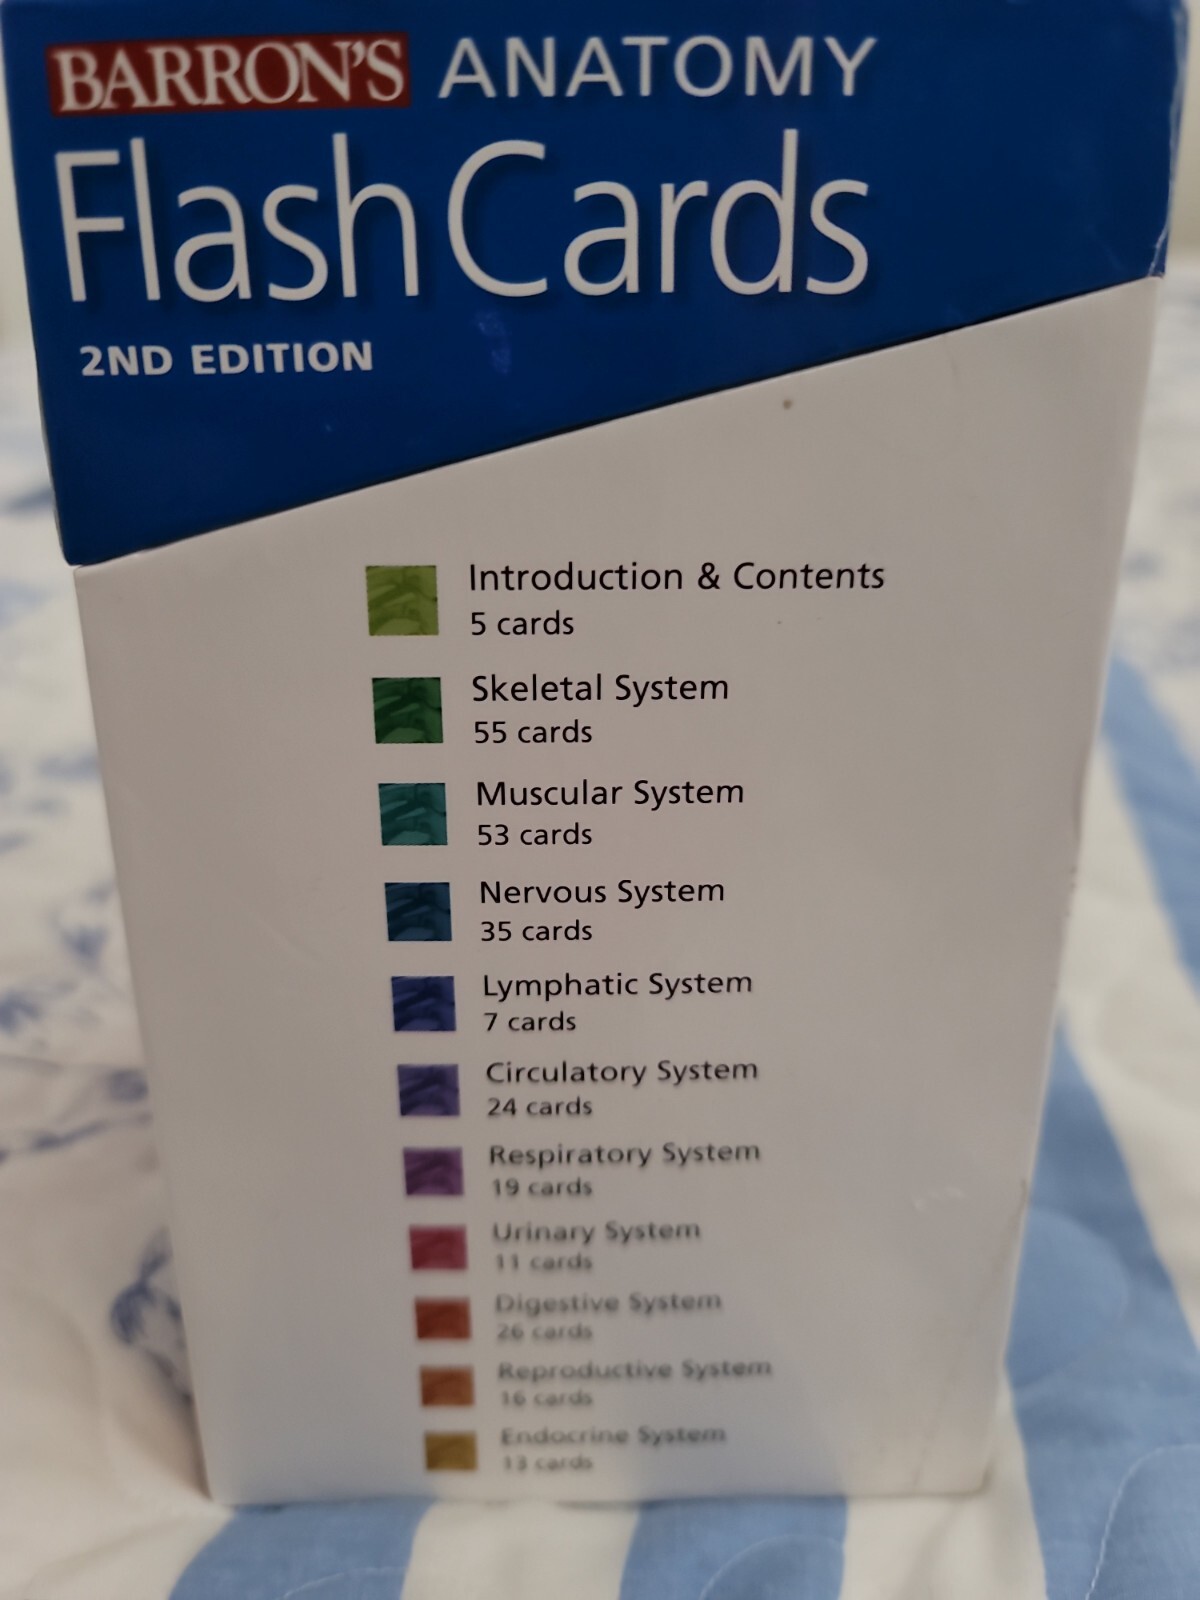 BARRON'S ANATOMY
Flash Cards
2ND EDITION
Introduction & Contents
5 cards
Skeletal System
55 cards
Muscular System
53 cards
Nervous System
35 cards
Lymphatic System
7 cards
Circulatory System
24 cards
Respiratory System
19 cards
Urinary System
11 cards
Digestive System
26 cards
Reproductive System
16 cards
Endocrine System
13 cards